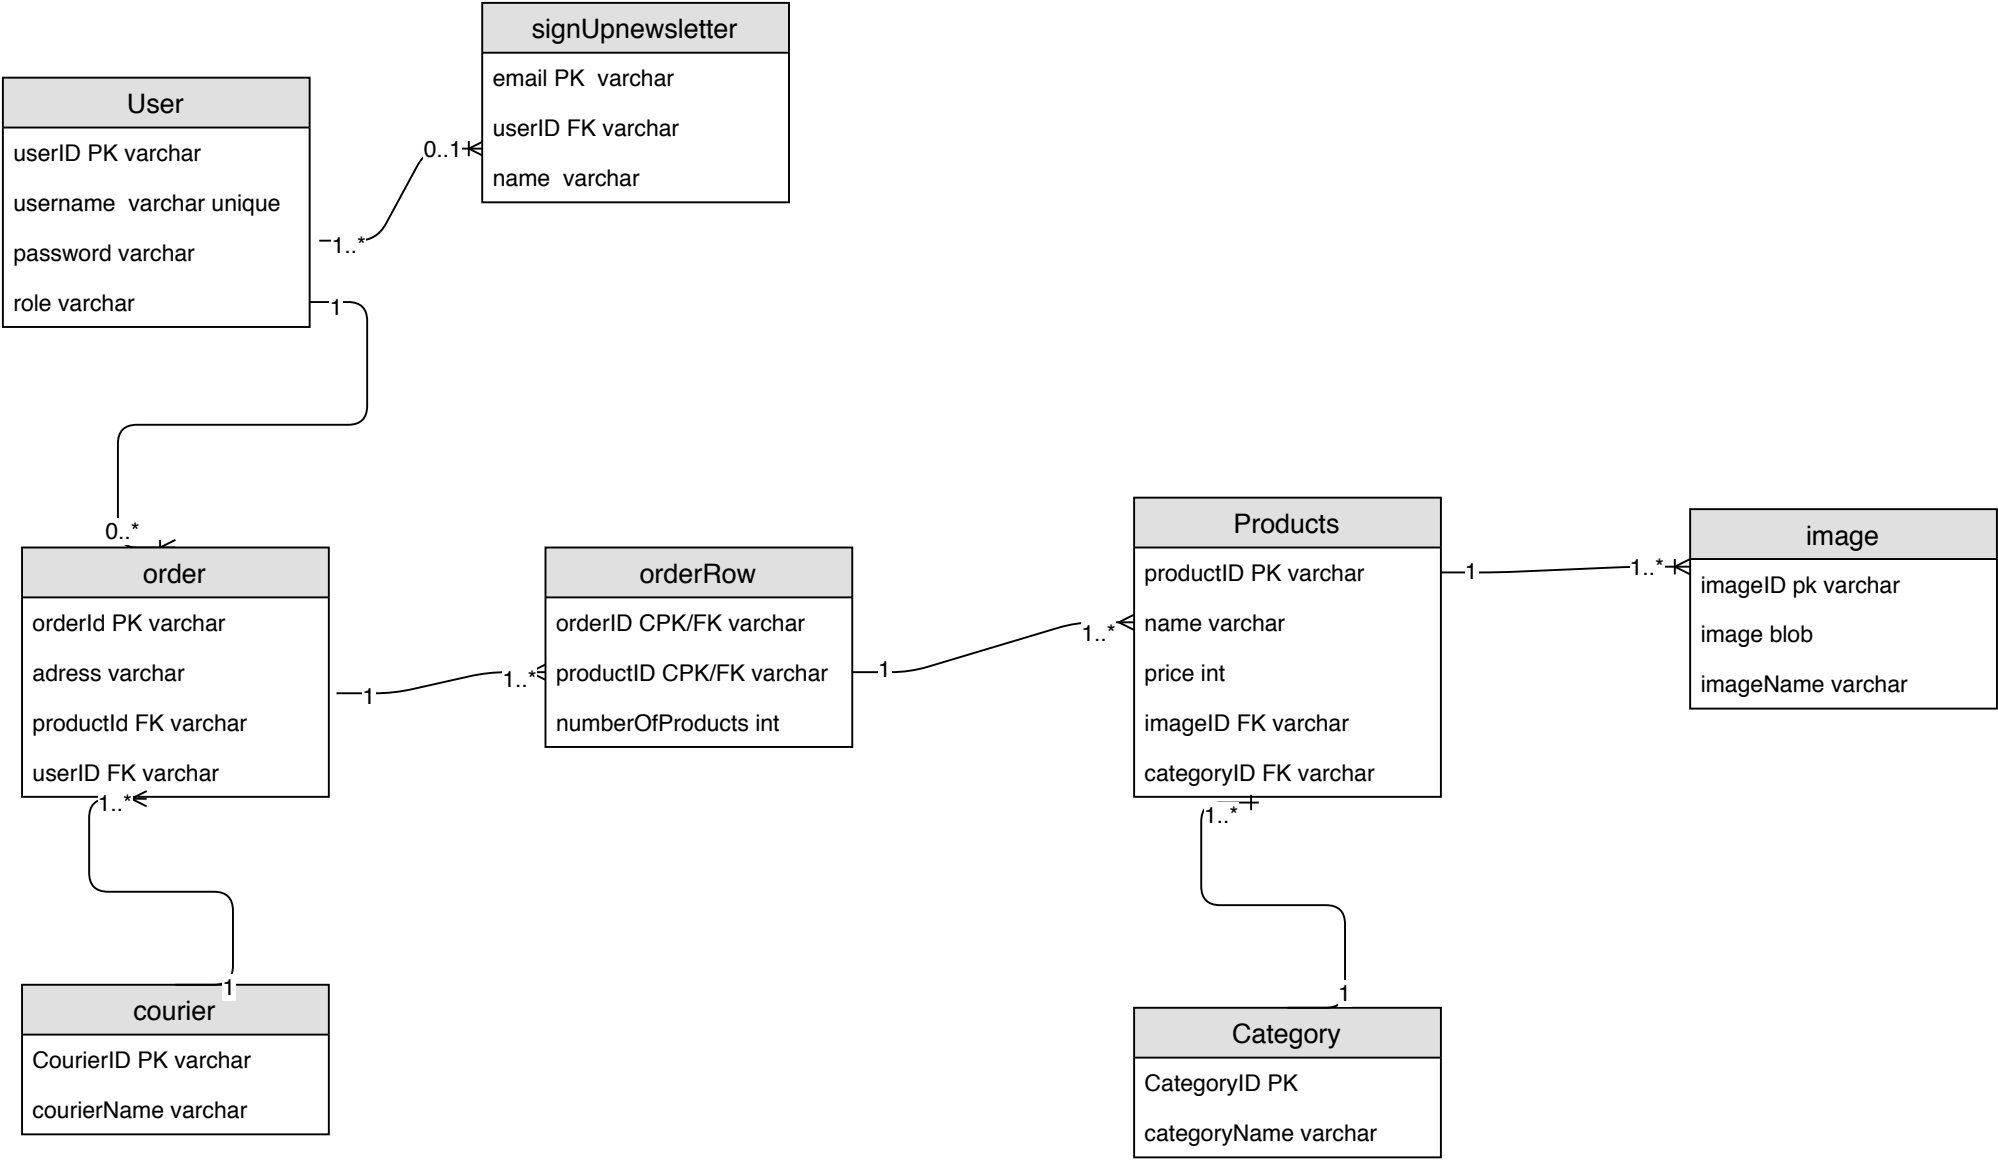 signUpnewsletter
email PK  varchar
userID FK varchar
name  varchar
User
userID PK varchar
username  varchar unique
password varchar
role varchar
0..1
1..*
1
0..*
order
orderId PK varchar
adress varchar
productId FK varchar
userID FK varchar
1
1..*
orderRow
orderID CPK/FK varchar
productID CPK/FK varchar
numberOfProducts int
1
1..*
Products
productID PK varchar
name varchar
price int
imageID FK varchar
categoryID FK varchar
1
1..*
image
imageID pk varchar
image blob
imageName varchar
1..*
1
courier
CourierID PK varchar
courierName varchar
1..*
1
Category
CategoryID PK
categoryName varchar